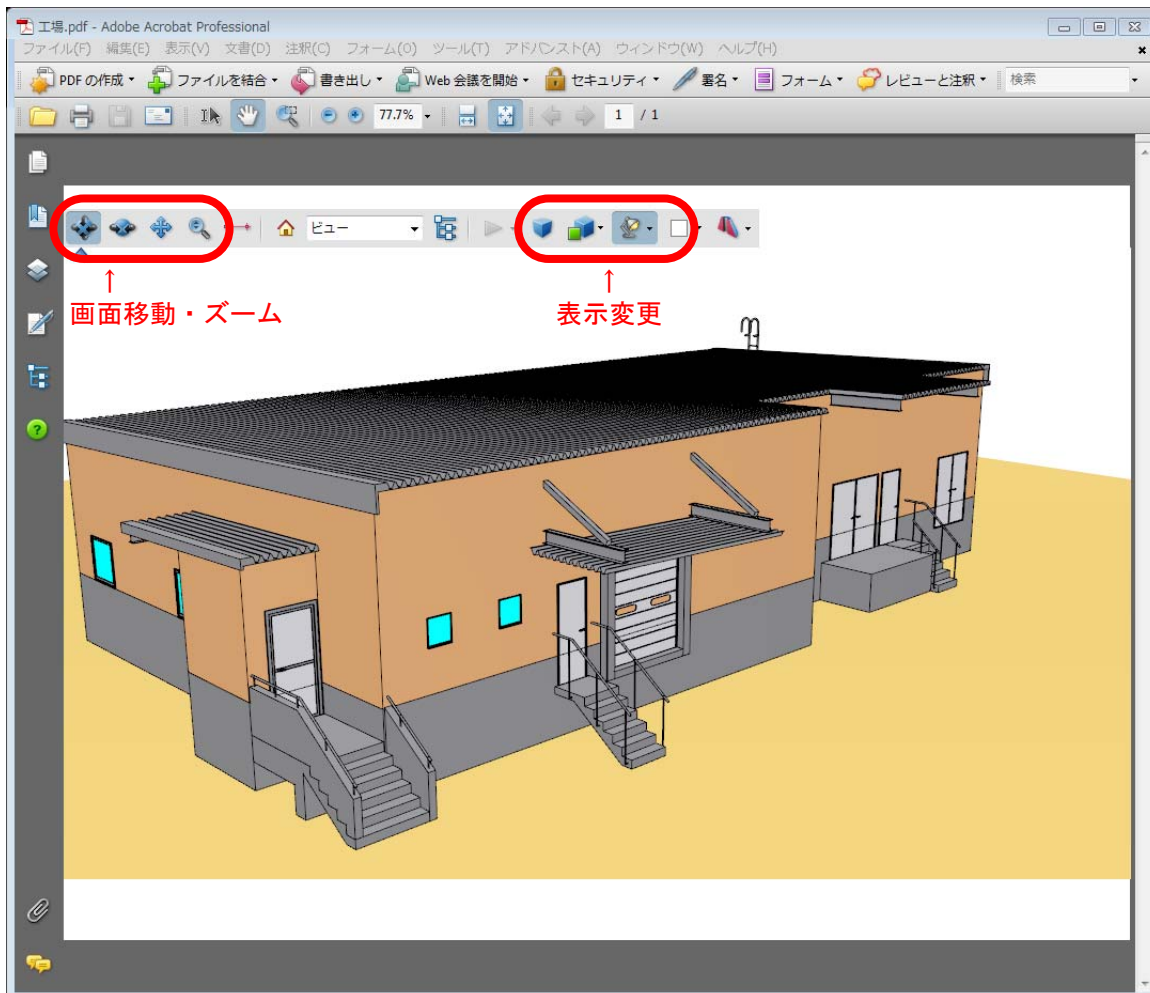 工場.pdf - Adobe Acrobat Professional
ファイル(F) 編集(E) 表示(V) 文書(D) 注釈(C) フォーム(O) ツール(T) アドバンスト(A) ウィンドウ(W) ヘルプ(H)
PDF の作成 ファイルを結合 書き出し Web 会議を開始 セキュリティ 署名 フォーム レビューと注釈 検索
77.7% 1 / 1
ビュー
↑ ↑
画面移動・ズーム 表示変更